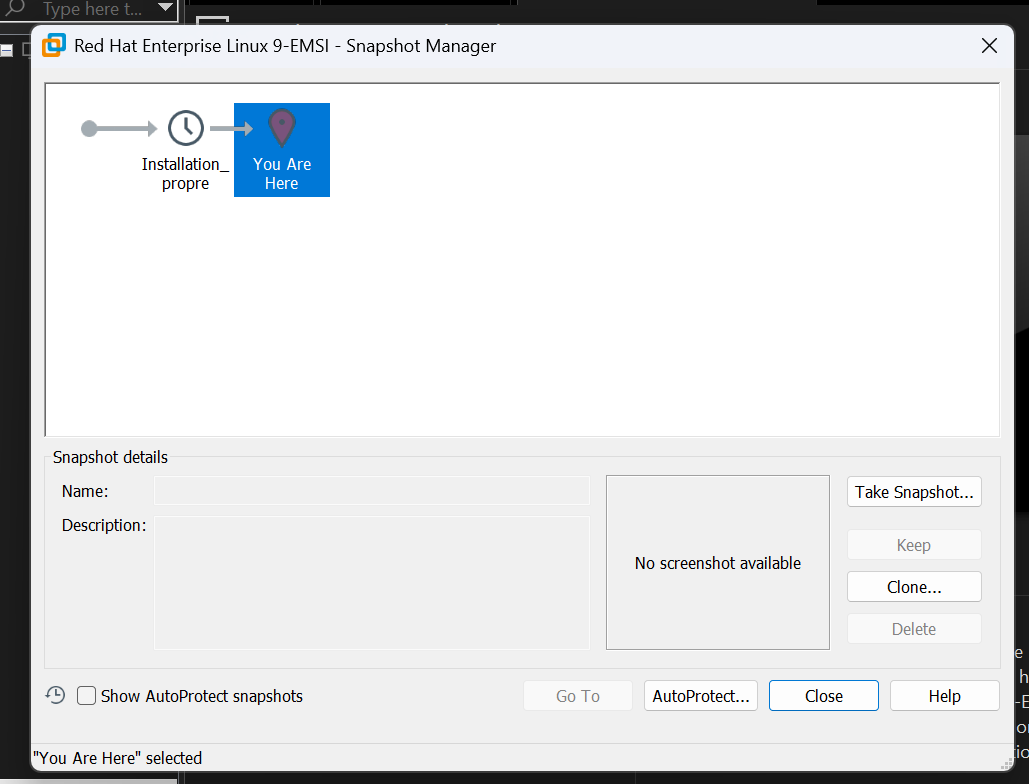 Type here t...
Red Hat Enterprise Linux 9-EMSI - Snapshot Manager
Installation_
propre
You Are
Here
Snapshot details
Name:
Description:
No screenshot available
Take Snapshot...
Keep
Clone...
Delete
Show AutoProtect snapshots
Go To
AutoProtect...
Close
Help
"You Are Here" selected